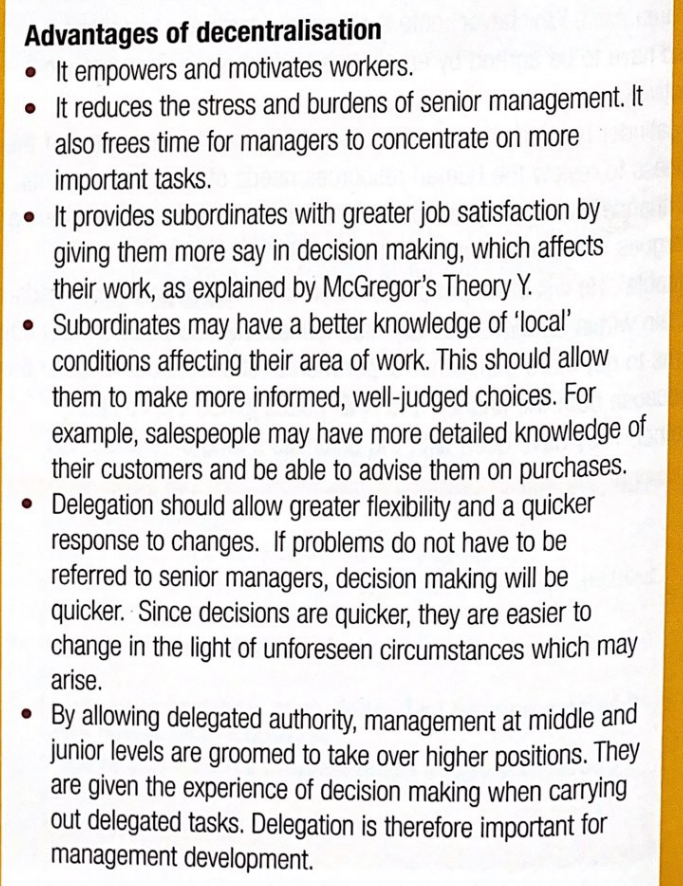 Advantages of decentralisation
• It empowers and motivates workers.
• It reduces the stress and burdens of senior management. It
also frees time for managers to concentrate on more
important tasks.
• It provides subordinates with greater job satisfaction by
giving them more say in decision making, which affects
their work, as explained by McGregor's Theory Y.
• Subordinates may have a better knowledge of 'local'
conditions affecting their area of work. This should allow
them to make more informed, well-judged choices. For
example, salespeople may have more detailed knowledge of
their customers and be able to advise them on purchases.
• Delegation should allow greater flexibility and a quicker
response to changes. If problems do not have to be
referred to senior managers, decision making will be
quicker. Since decisions are quicker, they are easier to
change in the light of unforeseen circumstances which may
arise.
• By allowing delegated authority, management at middle and
junior levels are groomed to take over higher positions. They
are given the experience of decision making when carrying
out delegated tasks. Delegation is therefore important for
management development.